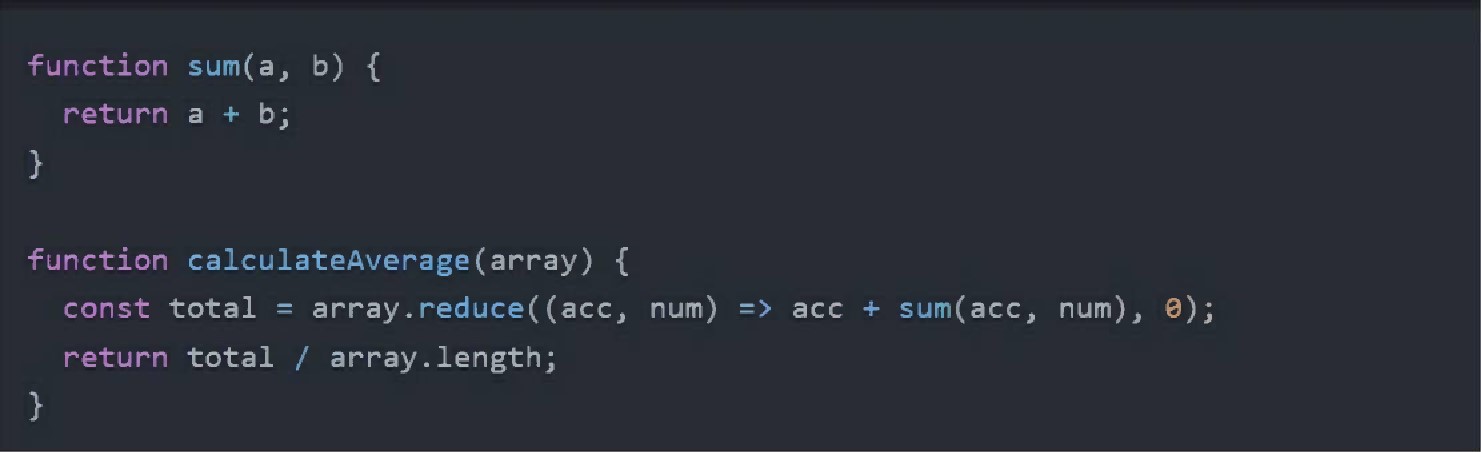 function sum(a, b) {
  return a + b;
}

function calculateAverage(array) {
  const total = array.reduce((acc, num) => acc + sum(acc, num), 0);
  return total / array.length;
}